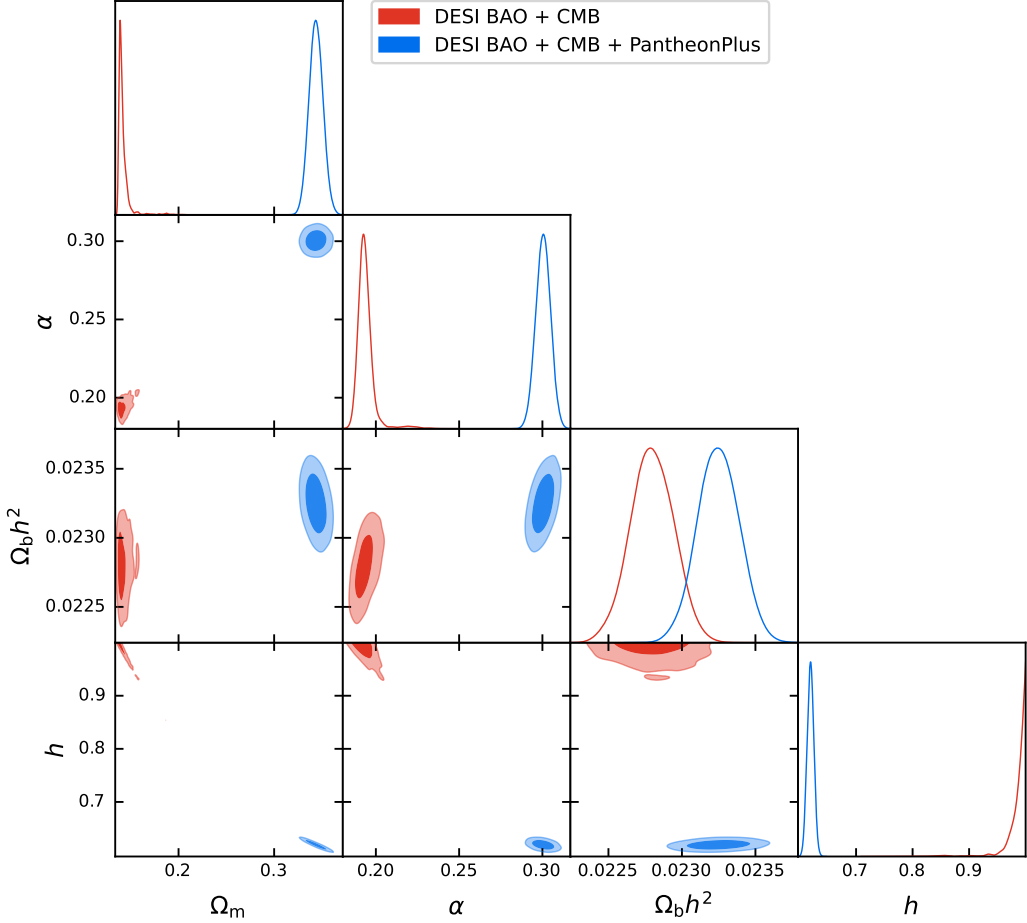 DESI BAO + CMB
DESI BAO + CMB + PantheonPlus
0.30
0.25
0.20
α
0.0235
0.0230
0.0225
Ω_b h²
0.9
0.8
0.7
h
0.2 0.3
0.20 0.25 0.30
0.0225 0.0230 0.0235
0.7 0.8 0.9
Ω_m α Ω_b h² h